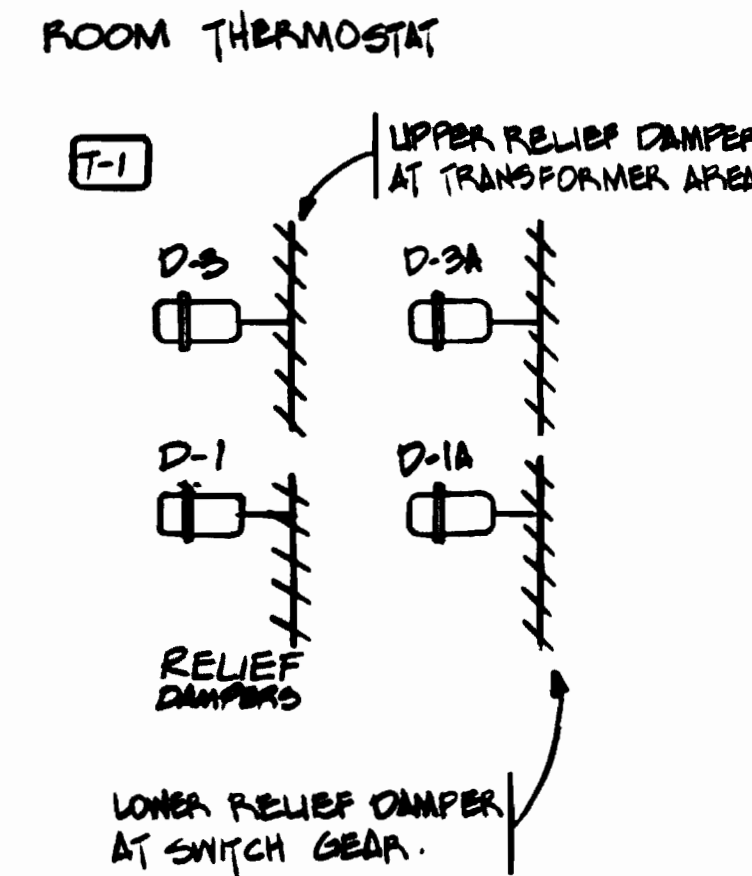 ROOM THERMOSTAT
T-1
UPPER RELIEF DAMPER
AT TRANSFORMER AREA
D-3
D-3A
D-1
D-1A
RELIEF
DAMPERS
LOWER RELIEF DAMPER
AT SWITCH GEAR.